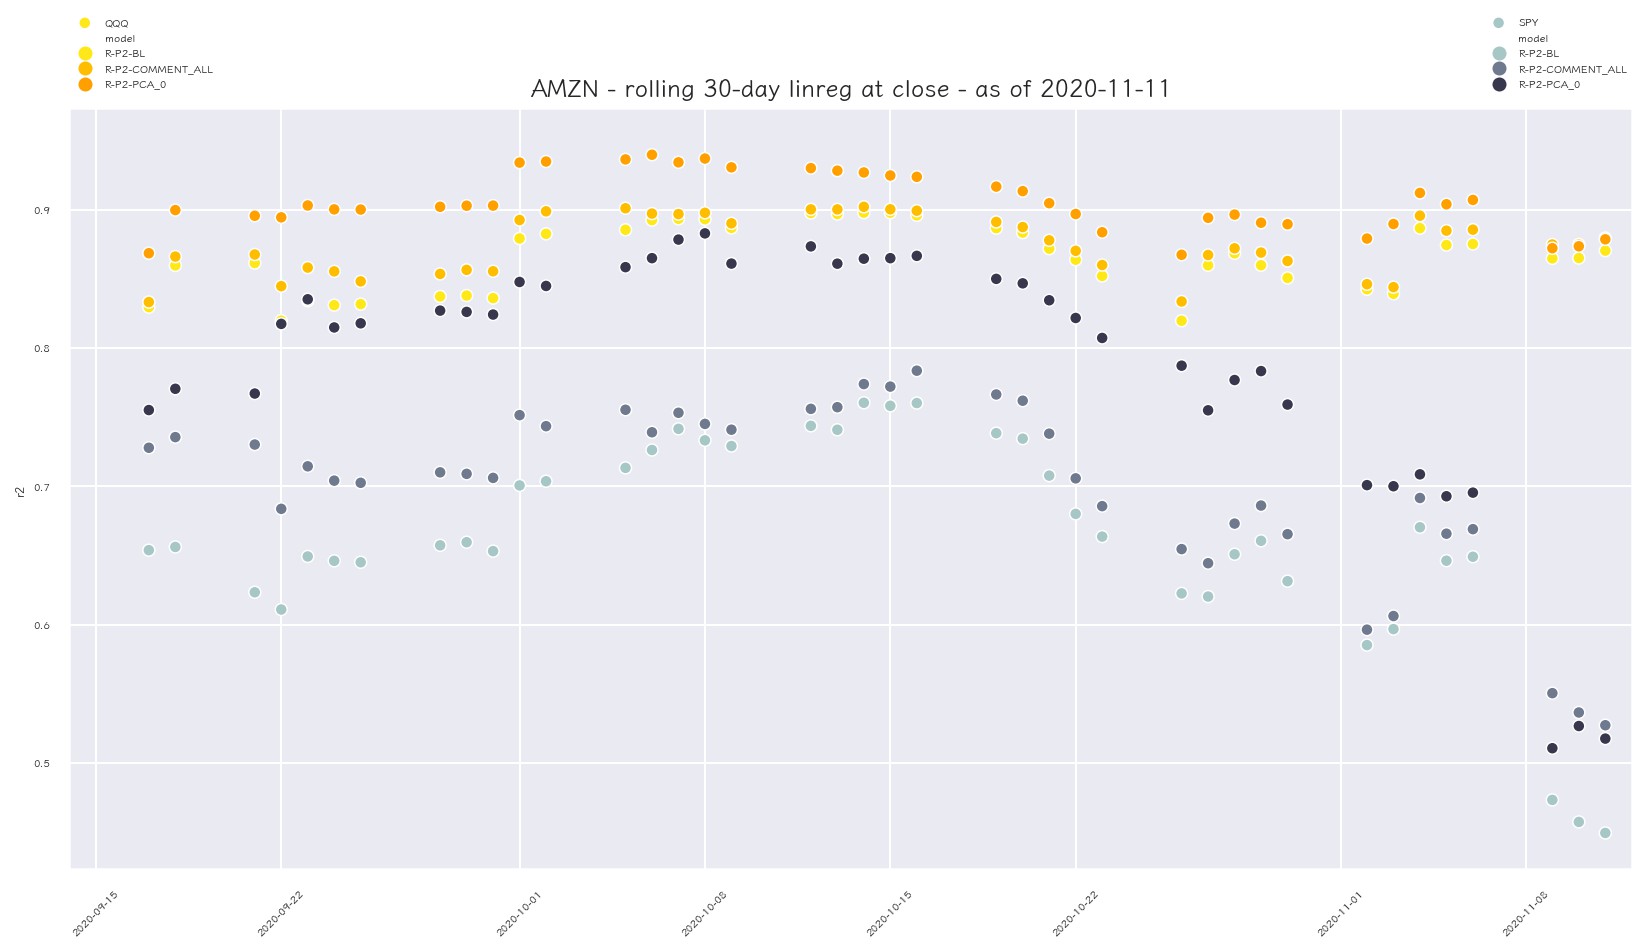 QQQ
model
R-P2-BL
R-P2-COMMENT_ALL
R-P2-PCA_0
SPY
model
R-P2-BL
R-P2-COMMENT_ALL
R-P2-PCA_0
AMZN - rolling 30-day linreg at close - as of 2020-11-11
r2
0.9
0.8
0.7
0.6
0.5
2020-09-15
2020-09-22
2020-10-01
2020-10-08
2020-10-15
2020-10-22
2020-11-01
2020-11-08